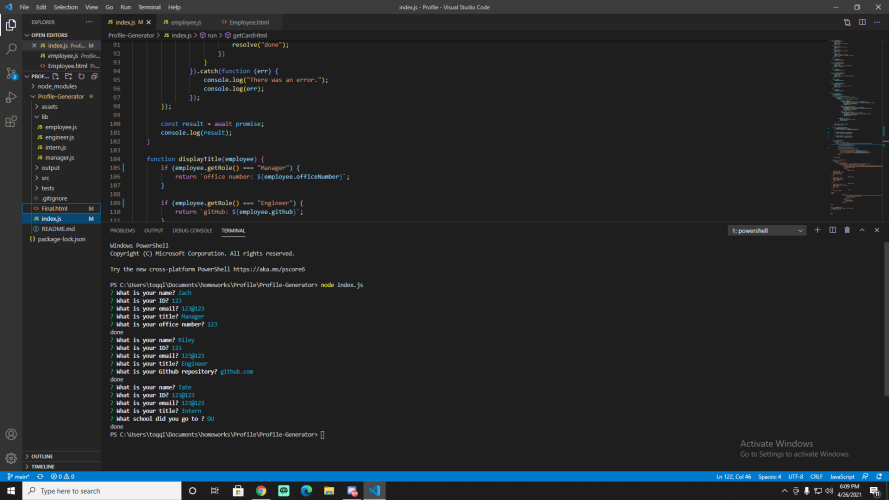 File Edit Selection View Go Run Terminal Help
index.js - Profile - Visual Studio Code
EXPLORER
index.js M
employee.js
Employee.html
Profile-Generator > index.js > run > getCardHtml
OPEN EDITORS
index.js Profi... M
employee.js Profile...
Employee.html Pro...
PROF...
node_modules
Profile-Generator
assets
lib
employee.js
engineer.js
intern.js
manager.js
output
src
tests
.gitignore
Final.html M
index.js M
README.md
package-lock.json
OUTLINE
TIMELINE
91 resolve("done");
92 })
93 }
94 }).catch(function (err) {
95 console.log("There was an error.");
96 console.log(err);
97 });
98 });
99
100 const result = await promise;
101 console.log(result);
102 }
103
104 function displayTitle(employee) {
105 if (employee.getRole() === "Manager") {
106 return `office number: ${employee.officeNumber}`;
107 }
108
109 if (employee.getRole() === "Engineer") {
110 return `gitHub: ${employee.github}`;
111 }
PROBLEMS OUTPUT DEBUG CONSOLE TERMINAL
1: powershell
Windows PowerShell
Copyright (C) Microsoft Corporation. All rights reserved.
Try the new cross-platform PowerShell https://aka.ms/pscore6
PS C:\Users\toqql\Documents\homeworks\Profile\Profile-Generator> node index.js
? What is your name? Zach
? What is your ID? 123
? What is your email? 123@123
? What is your title? Manager
? What is your office number? 123
done
? What is your name? Riley
? What is your ID? 123
? What is your email? 123@123
? What is your title? Engineer
? What is your Github repository? github.com
done
? What is your name? Tate
? What is your ID? 123@123
? What is your email? 123@123
? What is your title? Intern
? What school did you go to ? DU
done
PS C:\Users\toqql\Documents\homeworks\Profile\Profile-Generator>
Activate Windows
Go to Settings to activate Windows.
main* 0 0
Ln 122, Col 46 Spaces: 4 UTF-8 CRLF JavaScript
Type here to search
6:09 PM
4/26/2021